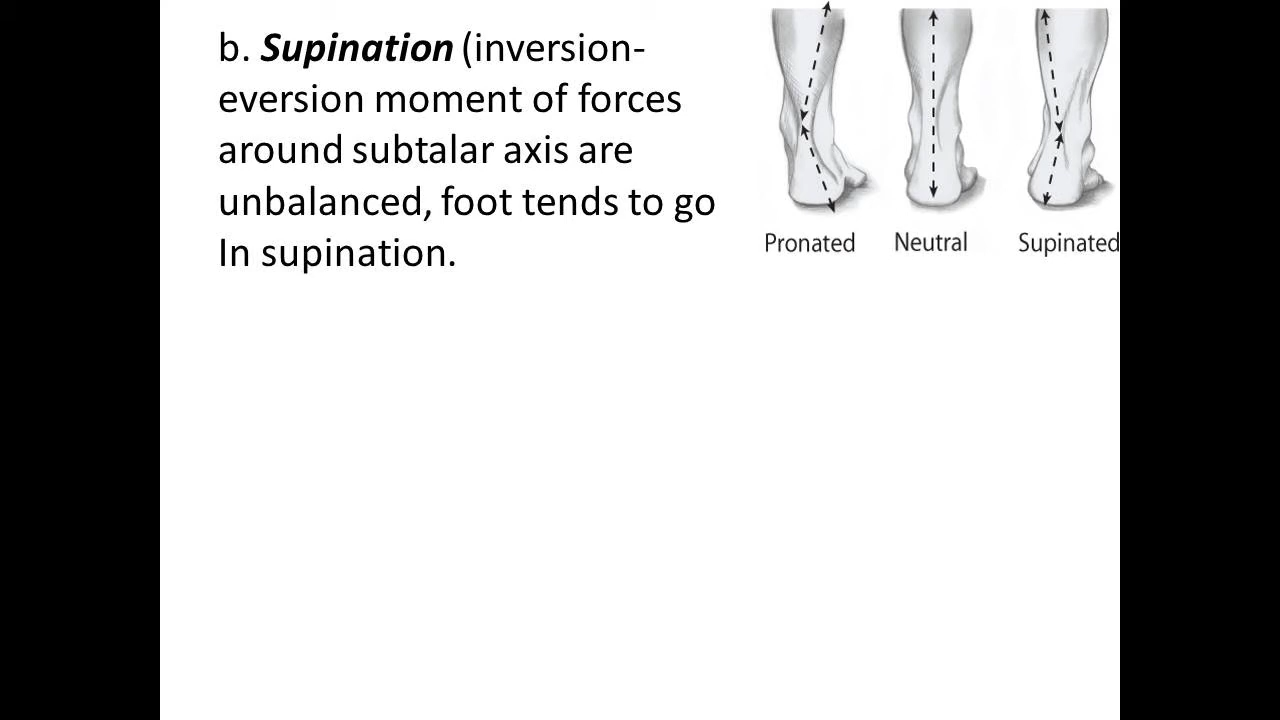 b. Supination (inversion-
eversion moment of forces
around subtalar axis are
unbalanced, foot tends to go
In supination.
Pronated Neutral Supinated